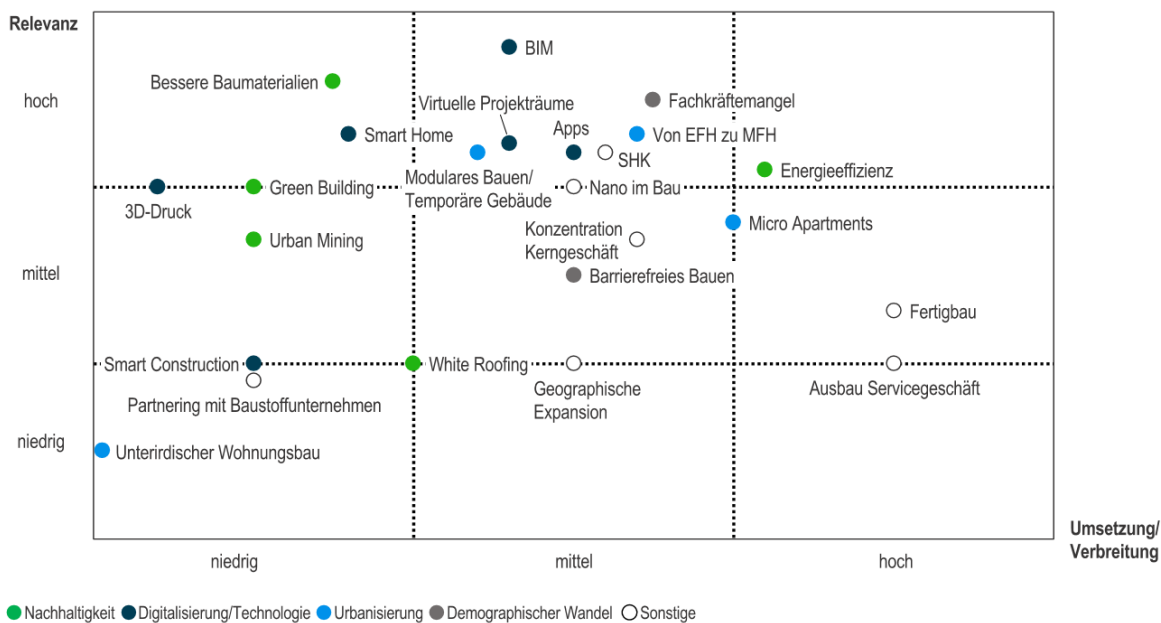 Relevanz
BIM
Bessere Baumaterialien
hoch
Virtuelle Projekträume
Fachkräftemangel
Smart Home
Apps
Von EFH zu MFH
SHK
Energieeffizienz
Modulares Bauen/
Temporäre Gebäude
Green Building
Nano im Bau
3D-Druck
Micro Apartments
Urban Mining
Konzentration
Kerngeschäft
mittel
Barrierefreies Bauen
Fertigbau
Smart Construction
White Roofing
Geographische
Expansion
Ausbau Servicegeschäft
Partnering mit Baustoffunternehmen
niedrig
Unterirdischer Wohnungsbau
Umsetzung/
Verbreitung
niedrig
mittel
hoch
Nachhaltigkeit Digitalisierung/Technologie Urbanisierung Demographischer Wandel Sonstige